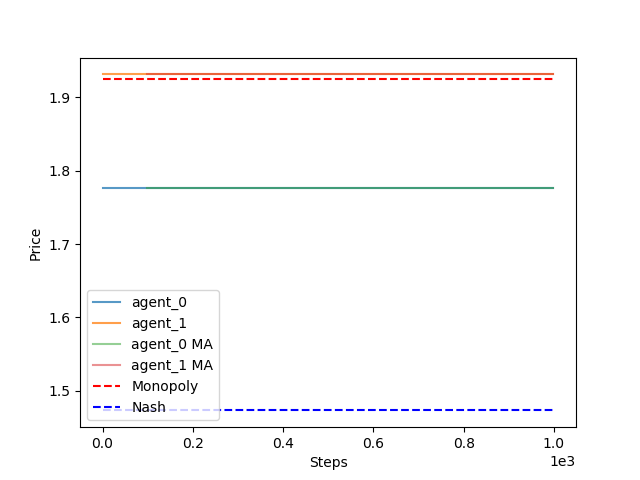 1.9
1.8
1.7
1.6
1.5
Price
agent_0
agent_1
agent_0 MA
agent_1 MA
Monopoly
Nash
0.0 0.2 0.4 0.6 0.8 1.0
Steps
1e3